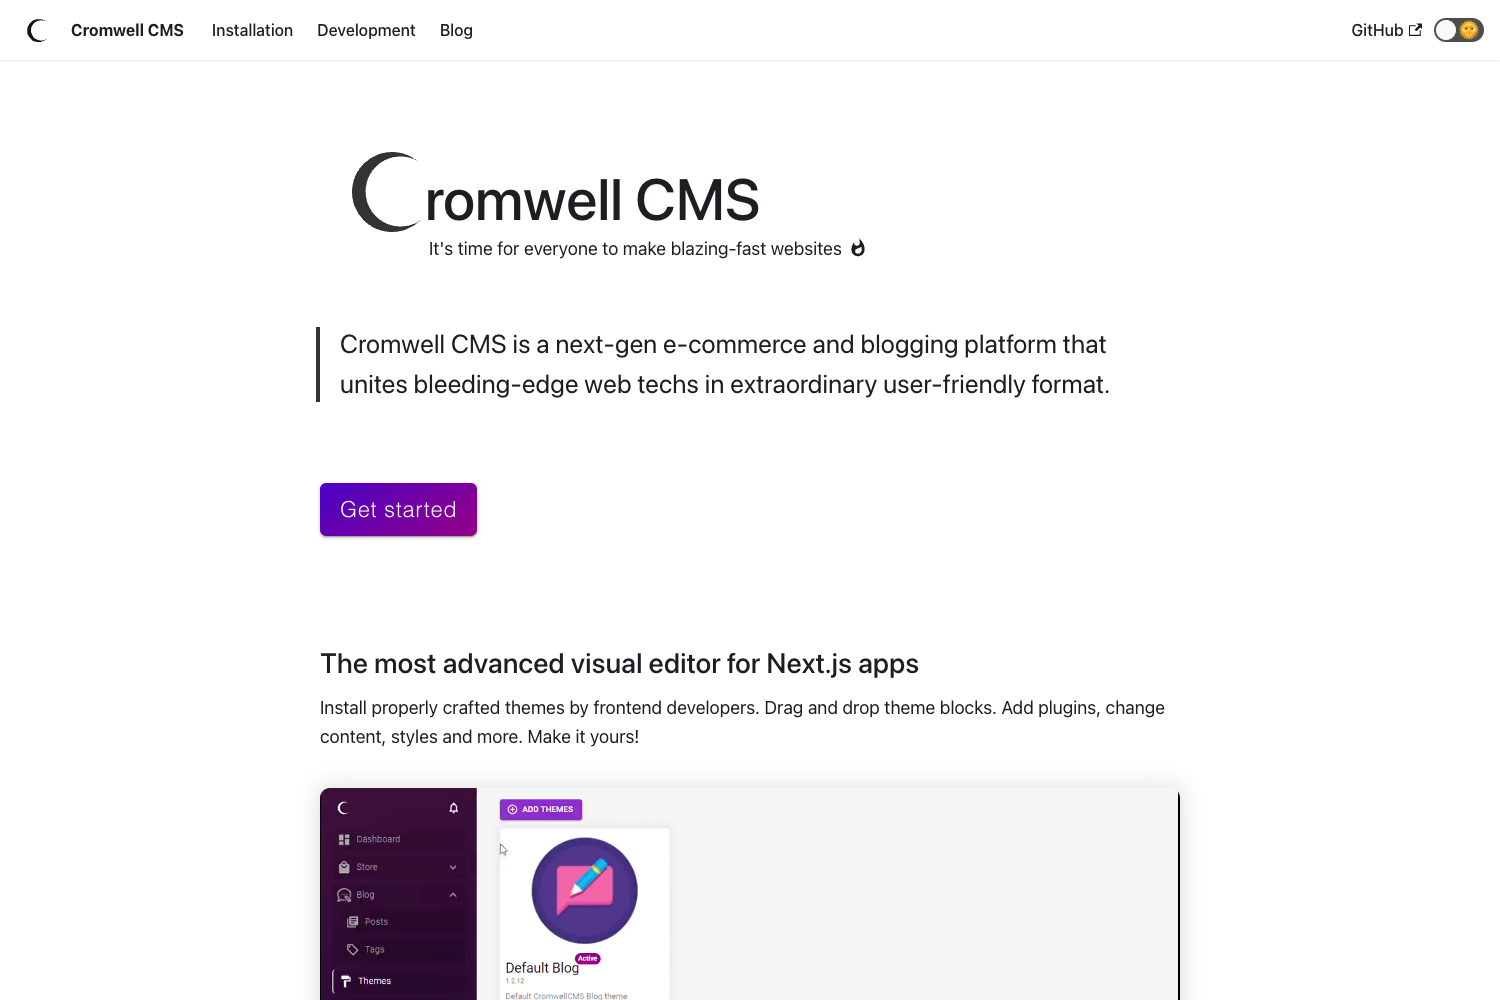 Cromwell CMS Installation Development Blog GitHub
romwell CMS
It's time for everyone to make blazing-fast websites
Cromwell CMS is a next-gen e-commerce and blogging platform that
unites bleeding-edge web techs in extraordinary user-friendly format.
Get started
The most advanced visual editor for Next.js apps
Install properly crafted themes by frontend developers. Drag and drop theme blocks. Add plugins, change
content, styles and more. Make it yours!
ADD THEMES
Dashboard
Store
Blog
Posts
Tags
Themes
Active
Default Blog
1.2.12
Default CromwellCMS Blog theme